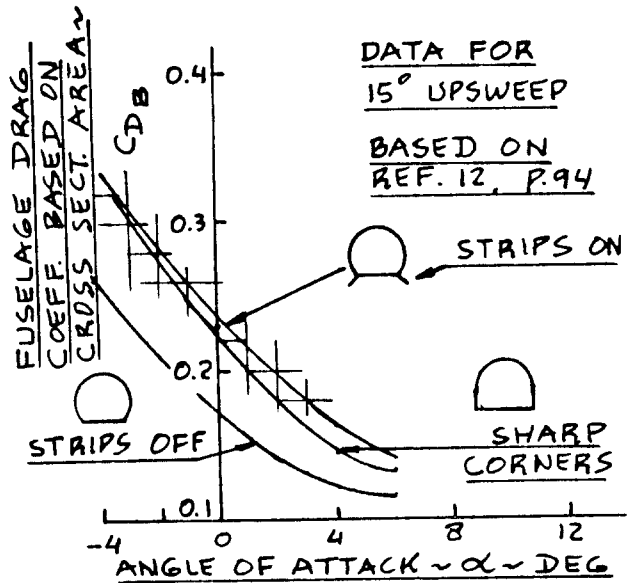 DATA FOR
15° UPSWEEP
BASED ON
REF. 12, P.94
FUSELAGE DRAG
COEFF. BASED ON
CROSS SECT. AREA~
CDB
0.4
0.3
0.2
0.1
STRIPS ON
STRIPS OFF
SHARP
CORNERS
-4 0 4 8 12
ANGLE OF ATTACK ~ α ~ DEG